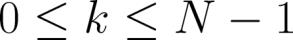 0 ≤ k ≤ N − 1